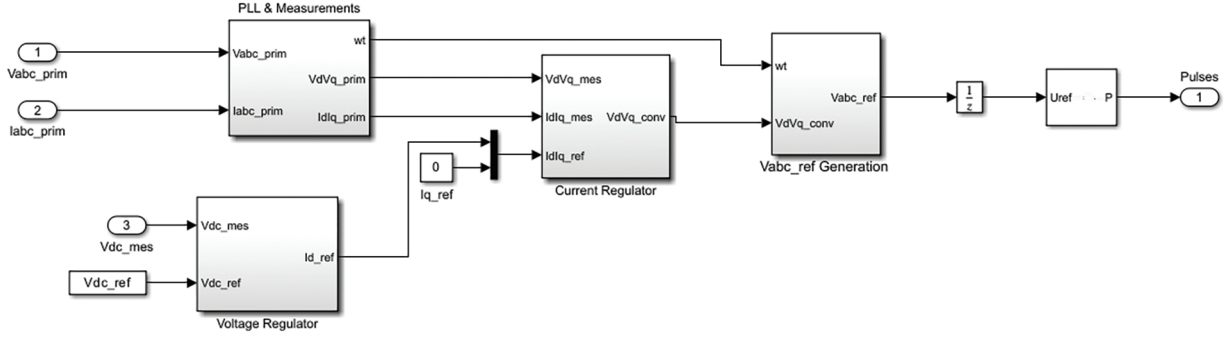 PLL & Measurements
1
Vabc_prim
2
Iabc_prim
Vabc_prim
Iabc_prim
wt
VdVq_prim
IdIq_prim
VdVq_mes
IdIq_mes
IdIq_ref
VdVq_conv
Current Regulator
0
Iq_ref
wt
VdVq_conv
Vabc_ref
Vabc_ref Generation
1
z
Uref
P
Pulses
1
3
Vdc_mes
Vdc_ref
Vdc_mes
Vdc_ref
Id_ref
Voltage Regulator